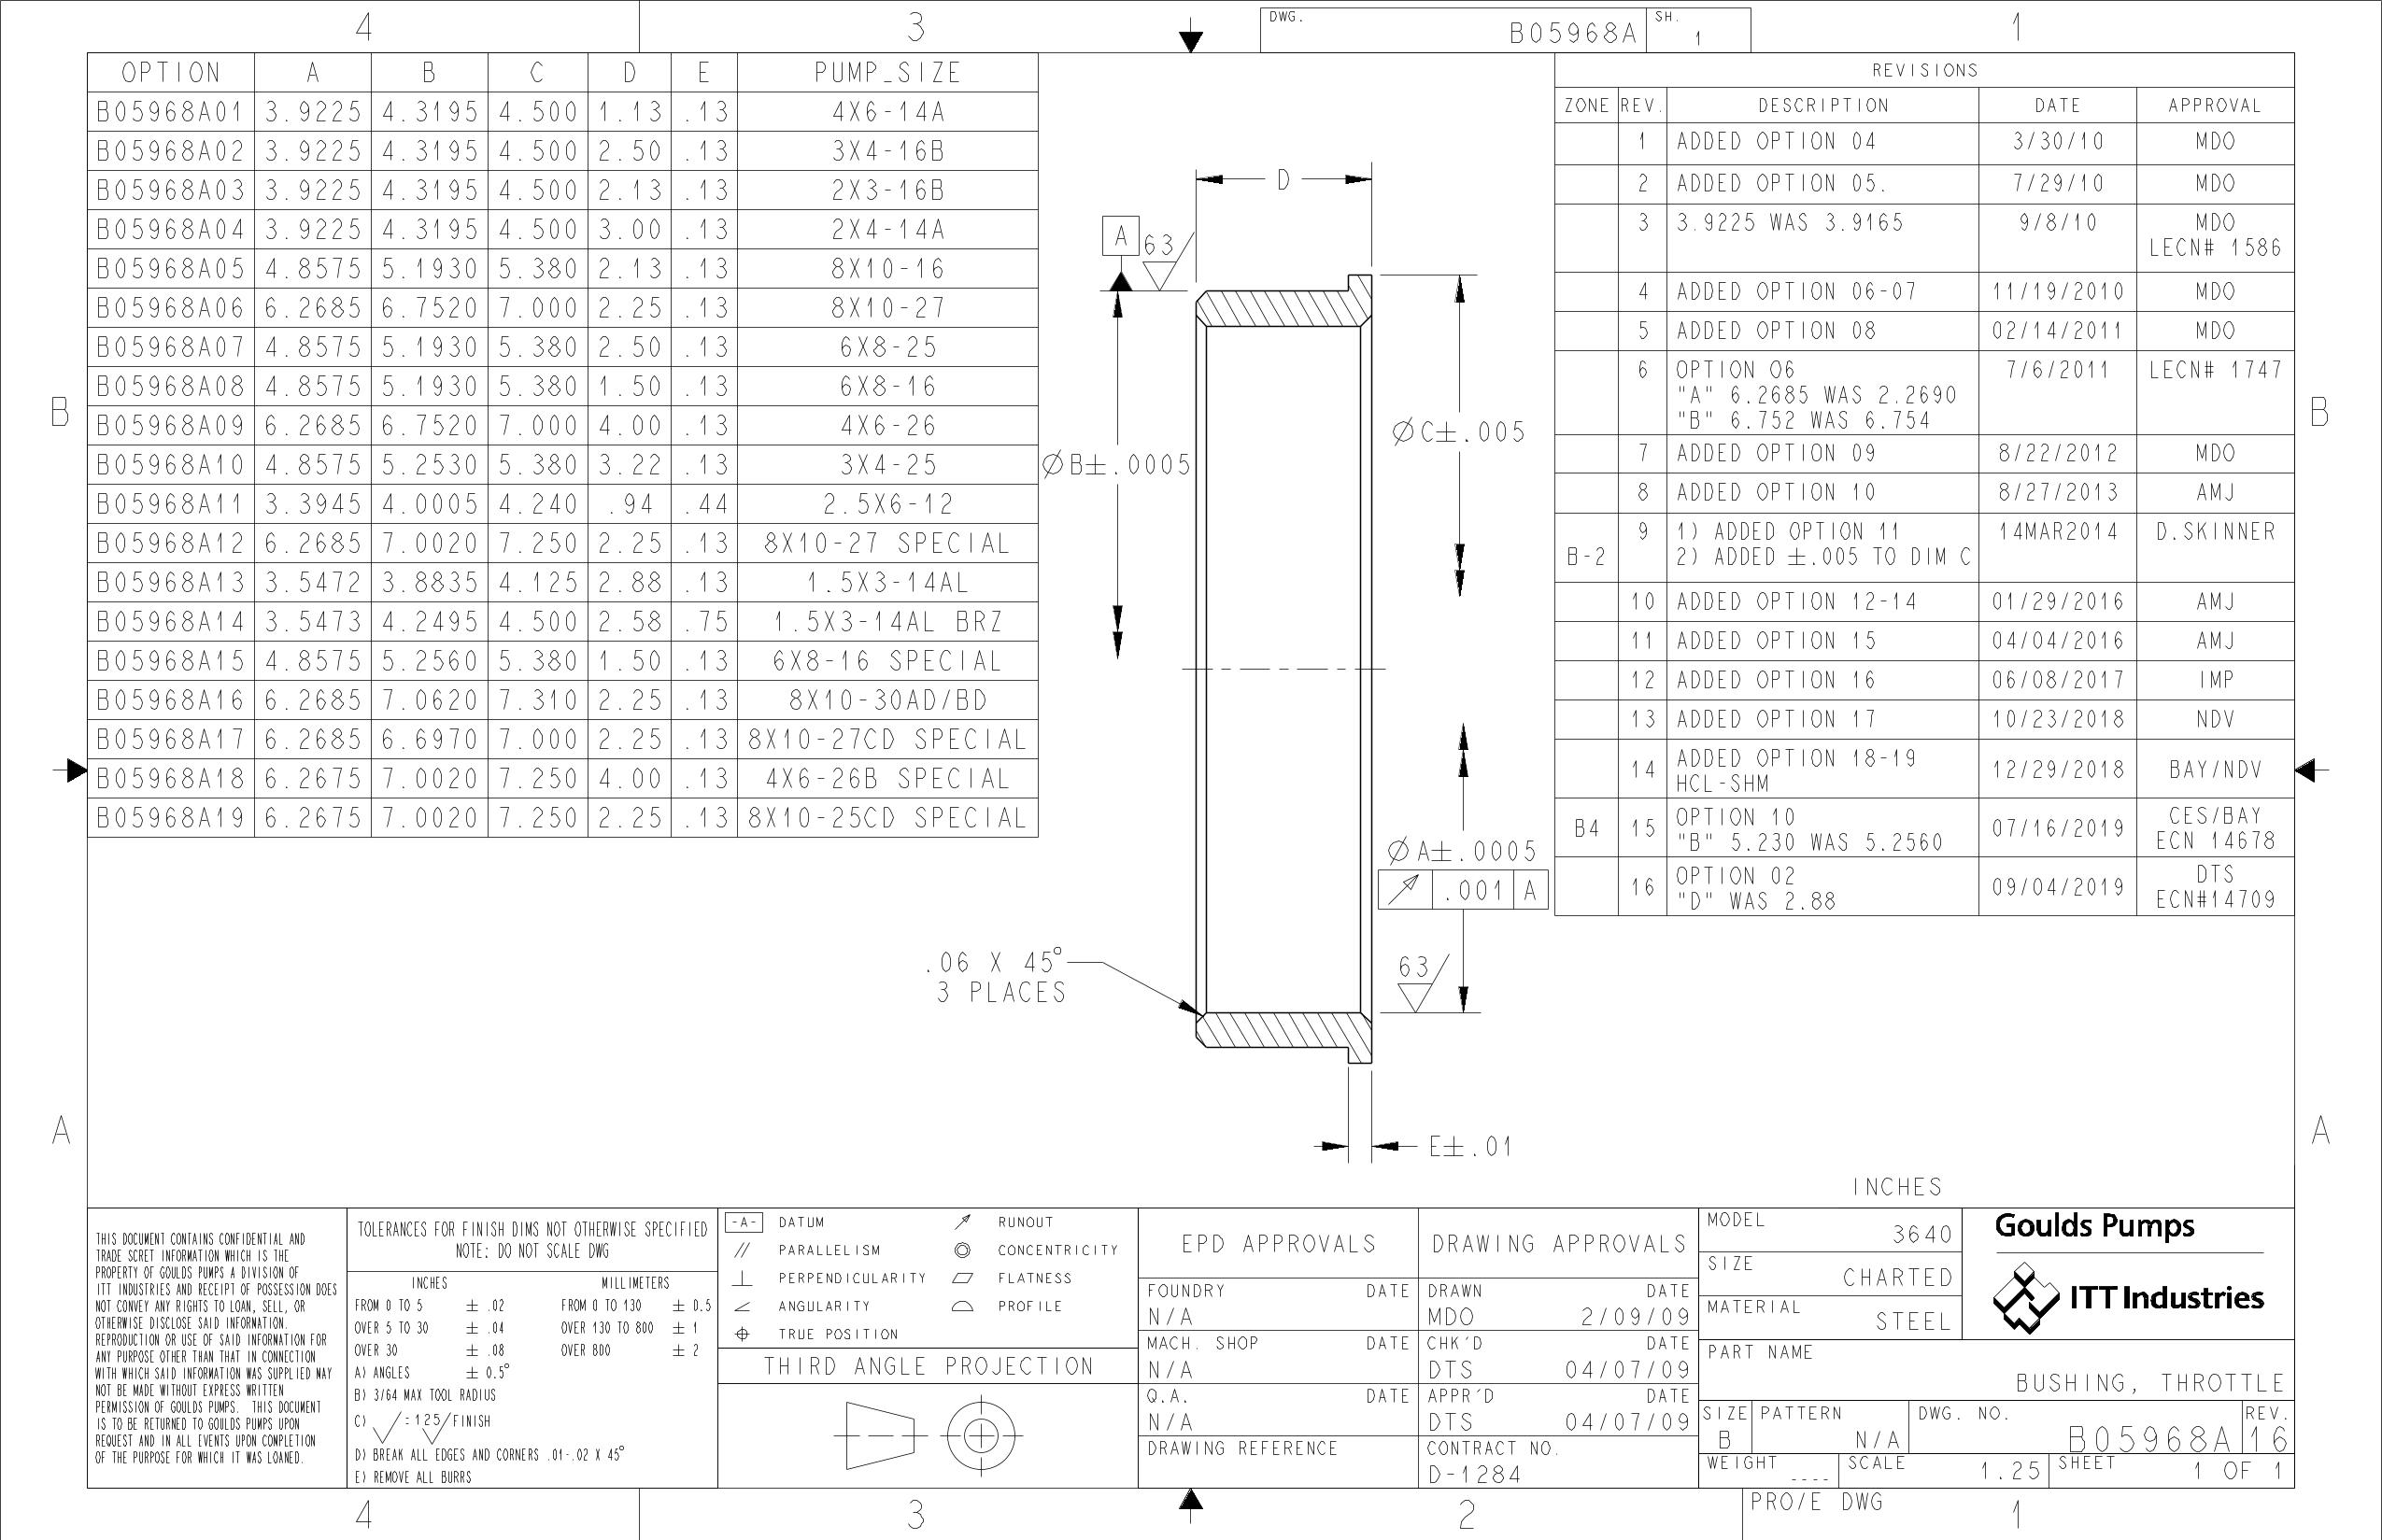 4 3 1
DWG. B05968A SH. 1
OPTION A B C D E PUMP_SIZE
B05968A01 3.9225 4.3195 4.500 1.13 .13 4X6-14A
B05968A02 3.9225 4.3195 4.500 2.50 .13 3X4-16B
B05968A03 3.9225 4.3195 4.500 2.13 .13 2X3-16B
B05968A04 3.9225 4.3195 4.500 3.00 .13 2X4-14A
B05968A05 4.8575 5.1930 5.380 2.13 .13 8X10-16
B05968A06 6.2685 6.7520 7.000 2.25 .13 8X10-27
B05968A07 4.8575 5.1930 5.380 2.50 .13 6X8-25
B05968A08 4.8575 5.1930 5.380 1.50 .13 6X8-16
B05968A09 6.2685 6.7520 7.000 4.00 .13 4X6-26
B05968A10 4.8575 5.2530 5.380 3.22 .13 3X4-25
B05968A11 3.3945 4.0005 4.240 .94 .44 2.5X6-12
B05968A12 6.2685 7.0020 7.250 2.25 .13 8X10-27 SPECIAL
B05968A13 3.5472 3.8835 4.125 2.88 .13 1.5X3-14AL
B05968A14 3.5473 4.2495 4.500 2.58 .75 1.5X3-14AL BRZ
B05968A15 4.8575 5.2560 5.380 1.50 .13 6X8-16 SPECIAL
B05968A16 6.2685 7.0620 7.310 2.25 .13 8X10-30AD/BD
B05968A17 6.2685 6.6970 7.000 2.25 .13 8X10-27CD SPECIAL
B05968A18 6.2675 7.0020 7.250 4.00 .13 4X6-26B SPECIAL
B05968A19 6.2675 7.0020 7.250 2.25 .13 8X10-25CD SPECIAL
REVISIONS
ZONE REV. DESCRIPTION DATE APPROVAL
1 ADDED OPTION 04 3/30/10 MDO
2 ADDED OPTION 05. 7/29/10 MDO
3 3.9225 WAS 3.9165 9/8/10 MDO
LECN# 1586
4 ADDED OPTION 06-07 11/19/2010 MDO
5 ADDED OPTION 08 02/14/2011 MDO
6 OPTION 06 7/6/2011 LECN# 1747
"A" 6.2685 WAS 2.2690
"B" 6.752 WAS 6.754
7 ADDED OPTION 09 8/22/2012 MDO
8 ADDED OPTION 10 8/27/2013 AMJ
9 1) ADDED OPTION 11 14MAR2014 D.SKINNER
B-2 2) ADDED ±.005 TO DIM C
10 ADDED OPTION 12-14 01/29/2016 AMJ
11 ADDED OPTION 15 04/04/2016 AMJ
12 ADDED OPTION 16 06/08/2017 IMP
13 ADDED OPTION 17 10/23/2018 NDV
14 ADDED OPTION 18-19 12/29/2018 BAY/NDV
HCL-SHM
B4 15 OPTION 10 07/16/2019 CES/BAY
"B" 5.230 WAS 5.2560 ECN 14678
16 OPTION 02 09/04/2019 DTS
"D" WAS 2.88 ECN#14709
D
A 63
ØC±.005
ØB±.0005
ØA±.0005
.001 A
63
.06 X 45°
3 PLACES
E±.01
B B
A A
INCHES
THIS DOCUMENT CONTAINS CONFIDENTIAL AND
TRADE SCRET INFORMATION WHICH IS THE
PROPERTY OF GOULDS PUMPS A DIVISION OF
ITT INDUSTRIES AND RECEIPT OF POSSESSION DOES
NOT CONVEY ANY RIGHTS TO LOAN, SELL, OR
OTHERWISE DISCLOSE SAID INFORMATION.
REPRODUCTION OR USE OF SAID INFORMATION FOR
ANY PURPOSE OTHER THAN THAT IN CONNECTION
WITH WHICH SAID INFORMATION WAS SUPPLIED MAY
NOT BE MADE WITHOUT EXPRESS WRITTEN
PERMISSION OF GOULDS PUMPS. THIS DOCUMENT
IS TO BE RETURNED TO GOULDS PUMPS UPON
REQUEST AND IN ALL EVENTS UPON COMPLETION
OF THE PURPOSE FOR WHICH IT WAS LOANED.
TOLERANCES FOR FINISH DIMS NOT OTHERWISE SPECIFIED
NOTE: DO NOT SCALE DWG
INCHES MILLIMETERS
FROM 0 TO 5 ± .02 FROM 0 TO 130 ± 0.5
OVER 5 TO 30 ± .04 OVER 130 TO 800 ± 1
OVER 30 ± .08 OVER 800 ± 2
A) ANGLES ± 0.5°
B) 3/64 MAX TOOL RADIUS
C) = 125 FINISH
D) BREAK ALL EDGES AND CORNERS .01-.02 X 45°
E) REMOVE ALL BURRS
-A- DATUM RUNOUT
PARALLELISM CONCENTRICITY
PERPENDICULARITY FLATNESS
ANGULARITY PROFILE
TRUE POSITION
THIRD ANGLE PROJECTION
EPD APPROVALS
FOUNDRY DATE
N/A
MACH. SHOP DATE
N/A
Q.A. DATE
N/A
DRAWING REFERENCE
DRAWING APPROVALS
DRAWN DATE
MDO 2/09/09
CHK'D DATE
DTS 04/07/09
APPR'D DATE
DTS 04/07/09
CONTRACT NO.
D-1284
MODEL 3640
SIZE CHARTED
MATERIAL STEEL
Goulds Pumps
ITT Industries
PART NAME
BUSHING, THROTTLE
SIZE PATTERN DWG. NO. REV.
B N/A B05968A 16
WEIGHT ---- SCALE 1.25 SHEET 1 OF 1
PRO/E DWG
4 3 2 1